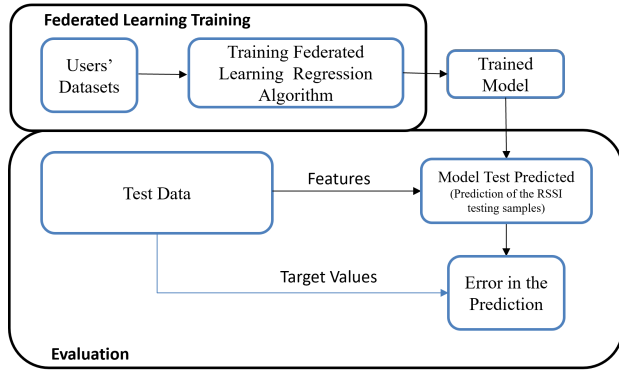 Federated Learning Training
Users’
Datasets
Training Federated
Learning Regression
Algorithm
Trained
Model
Test Data
Features
Model Test Predicted
(Prediction of the RSSI
testing samples)
Target Values
Error in the
Prediction
Evaluation